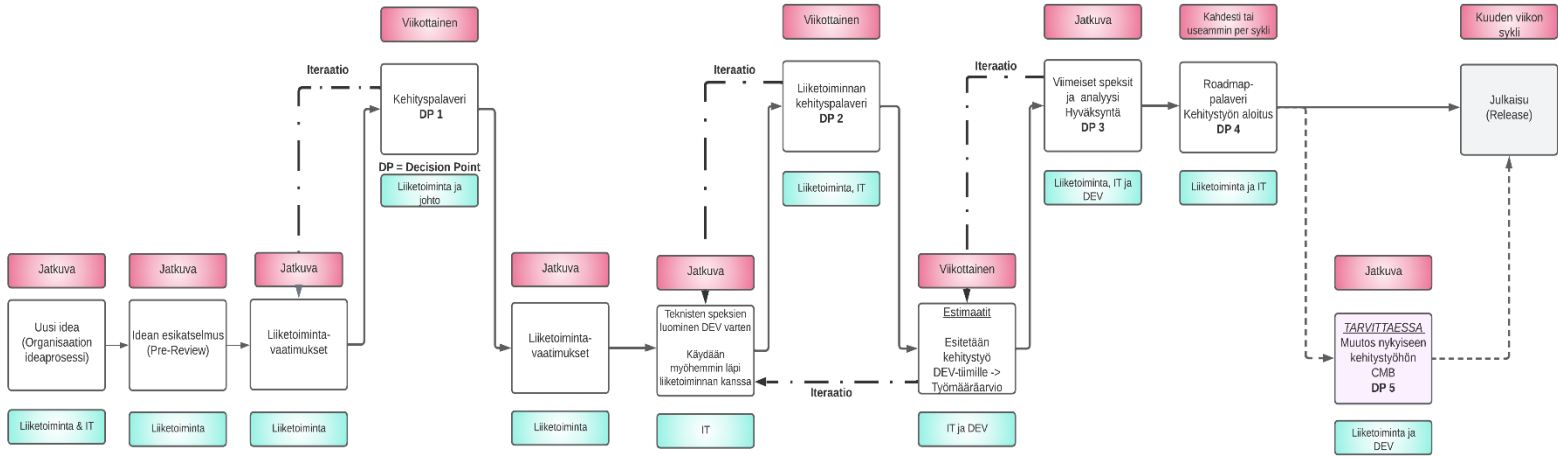 Viikottainen
Viikottainen
Jatkuva
Kahdesti tai
useammin per sykli
Kuuden viikon
sykli
Iteraatio
Kehityspalaveri
DP 1
DP = Decision Point
Liiketoiminta ja
johto
Iteraatio
Liiketoiminnan
kehityspalaveri
DP 2
Liiketoiminta, IT
Iteraatio
Viimeiset speksit
ja analyysi
Hyväksyntä
DP 3
Liiketoiminta, IT ja
DEV
Roadmap-
palaveri
Kehitystyön aloitus
DP 4
Liiketoiminta ja IT
Julkaisu
(Release)
Jatkuva
Uusi idea
(Organisaation
ideaprosessi)
Liiketoiminta & IT
Jatkuva
Idean esikatselmus
(Pre-Review)
Liiketoiminta
Jatkuva
Liiketoiminta-
vaatimukset
Liiketoiminta
Jatkuva
Liiketoiminta-
vaatimukset
Liiketoiminta
Jatkuva
Teknisten speksien
luominen DEV varten
Käydään
myöhemmin läpi
liiketoiminnan kanssa
IT
Iteraatio
Viikottainen
Estimaatit
Esitetään
kehitystyö
DEV-tiimille ->
Työmääräarvio
IT ja DEV
Jatkuva
TARVITTAESSA
Muutos nykyiseen
kehitystyöhön
CMB
DP 5
Liiketoiminta ja
DEV